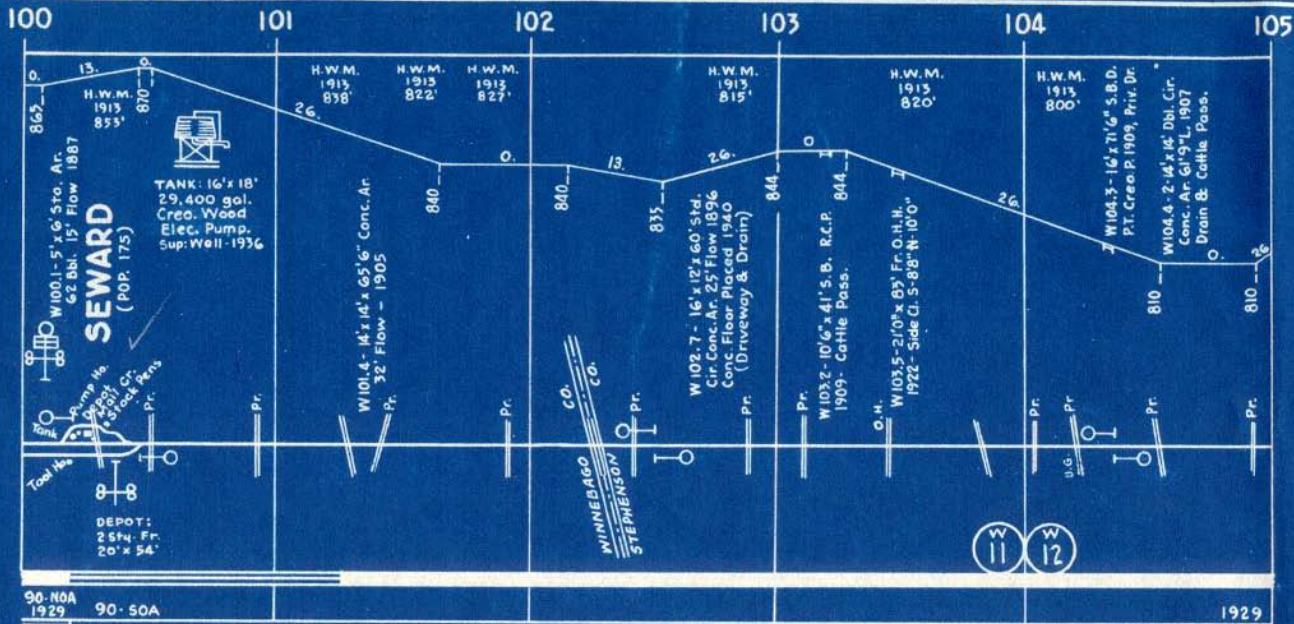 100 101 102 103 104 105
0. 13. 0.
865
H.W.M.
1913
853'
870
TANK: 16'x 18'
29,400 gal.
Creo. Wood
Elec. Pump.
Sup: Well-1936
W100.1-5'x 6' Sto. Ar.
62 Bbl. 15' Flow 1887
SEWARD
(POP. 175)
26.
H.W.M.
1913
838'
H.W.M.
1913
822'
H.W.M.
1913
827'
840
0.
840
13.
835
26.
H.W.M.
1913
815'
844
0
844
H.W.M.
1913
820'
26.
H.W.M.
1913
800'
810
0.
810
26
W101.4-14'x 14'x 65'6" Conc. Ar.
32' Flow - 1905
W102.7-16'x 12'x 60' Std.
Cir. Conc. Ar. 25' Flow 1896
Conc. Floor Placed 1940
(Driveway & Drain)
W103.2-10'6"x 41' S.B. R.C.P.
1909- Cattle Pass.
W103.5-21'0"x 83' Fr. O.H.H.
1922- Side Cl. S-8'8" N-10'0"
W104.3-16'x 71'6" S.B.D.
P.T. Creo. P. 1909, Priv. Dr.
W104.4-2-14'x 14' Dbl. Cir.
Conc. Ar. 61'9" L. 1907
Drain & Cattle Pass.
Pump Ho.
Depot
Mail Cr.
Stock Pens
Tank
Tool Hos
Pr.
Pr.
Pr.
Pr.
WINNEBAGO CO.
STEPHENSON CO.
Pr.
Pr.
Pr.
O.H.
Pr.
Pr
U.G.
Pr.
Pr.
DEPOT:
2 Sty. Fr.
20'x 54'
W
11
W
12
90-NOA
1929
90-SOA
1929